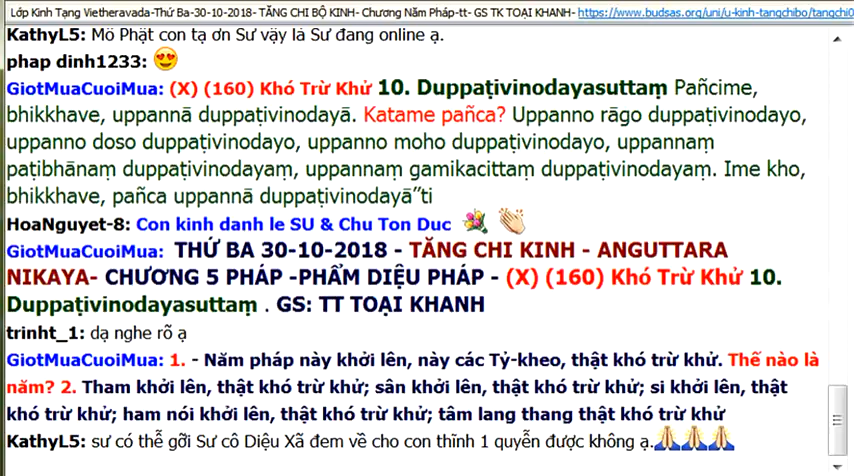 Lớp Kinh Tạng Vietheravada-Thứ Ba-30-10-2018- TĂNG CHI BỘ KINH- Chương Năm Pháp-tt- GS TK TOẠI KHANH- https://www.budsas.org/uni/u-kinh-tangchibo/tangchi0
KathyL5: Mô Phật con tạ ơn Sư vậy là Sư đang online ạ.
phap dinh1233: 😍
GiotMuaCuoiMua: (X) (160) Khó Trừ Khử 10. Duppaṭivinodayasuttaṃ Pañcime,
bhikkhave, uppannā duppaṭivinodayā. Katame pañca? Uppanno rāgo duppaṭivinodayo,
uppanno doso duppaṭivinodayo, uppanno moho duppaṭivinodayo, uppannaṃ
paṭibhānaṃ duppaṭivinodayaṃ, uppannaṃ gamikacittaṃ duppaṭivinodayaṃ. Ime kho,
bhikkhave, pañca uppannā duppaṭivinodayā”ti
HoaNguyet-8: Con kinh danh le SU & Chu Ton Duc 💐 👏
GiotMuaCuoiMua: THỨ BA 30-10-2018 - TĂNG CHI KINH - ANGUTTARA
NIKAYA- CHƯƠNG 5 PHÁP -PHẨM DIỆU PHÁP - (X) (160) Khó Trừ Khử 10.
Duppaṭivinodayasuttaṃ . GS: TT TOẠI KHANH
trinht_1: dạ nghe rõ ạ
GiotMuaCuoiMua: 1. - Năm pháp này khởi lên, này các Tỷ-kheo, thật khó trừ khử. Thế nào là
năm? 2. Tham khởi lên, thật khó trừ khử; sân khởi lên, thật khó trừ khử; si khởi lên, thật
khó trừ khử; ham nói khởi lên, thật khó trừ khử; tâm lang thang thật khó trừ khử
KathyL5: sư có thể gỡi Sư cô Diệu Xã đem về cho con thỉnh 1 quyển được không ạ.🙏🙏🙏